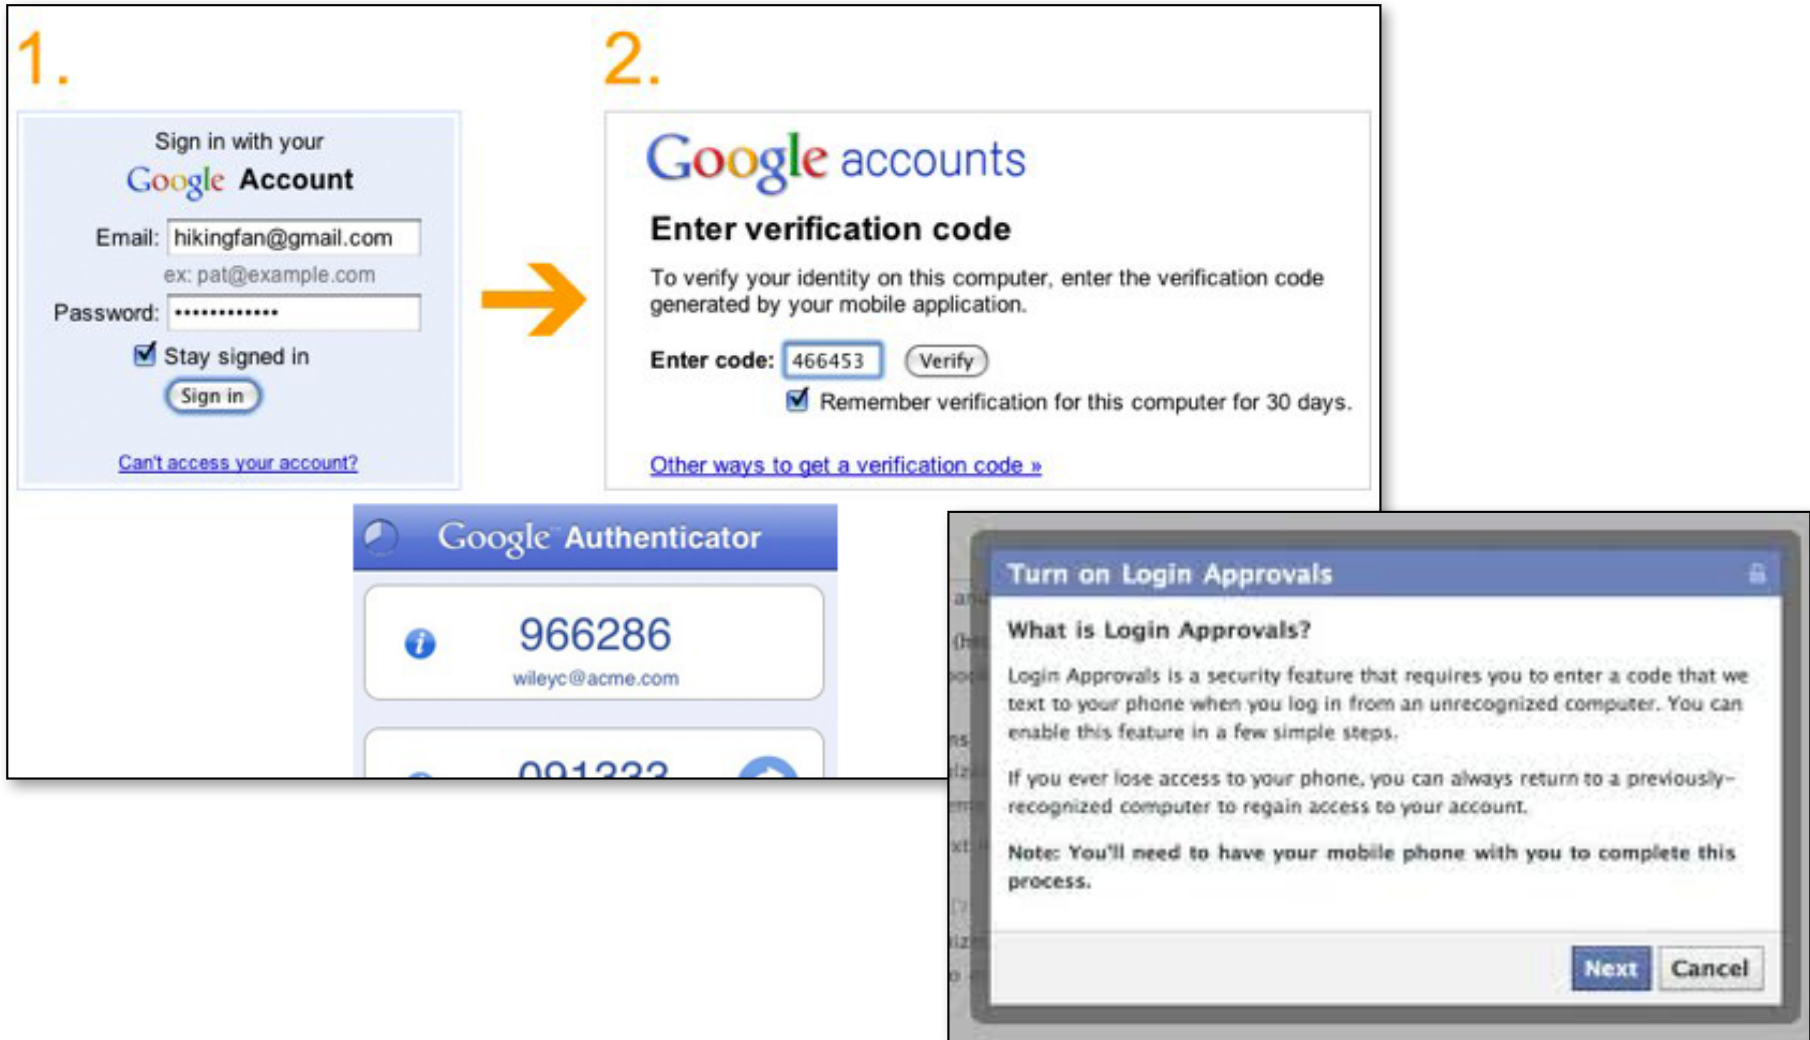 1.
Sign in with your
Google Account
Email: hikingfan@gmail.com
ex: pat@example.com
Password: ••••••••••••
Stay signed in
Sign in
Can't access your account?
2.
Google accounts
Enter verification code
To verify your identity on this computer, enter the verification code
generated by your mobile application.
Enter code: 466453 Verify
Remember verification for this computer for 30 days.
Other ways to get a verification code »
Google™ Authenticator
966286
wileyc@acme.com
Turn on Login Approvals
What is Login Approvals?
Login Approvals is a security feature that requires you to enter a code that we
text to your phone when you log in from an unrecognized computer. You can
enable this feature in a few simple steps.
If you ever lose access to your phone, you can always return to a previously-
recognized computer to regain access to your account.
Note: You'll need to have your mobile phone with you to complete this
process.
Next Cancel